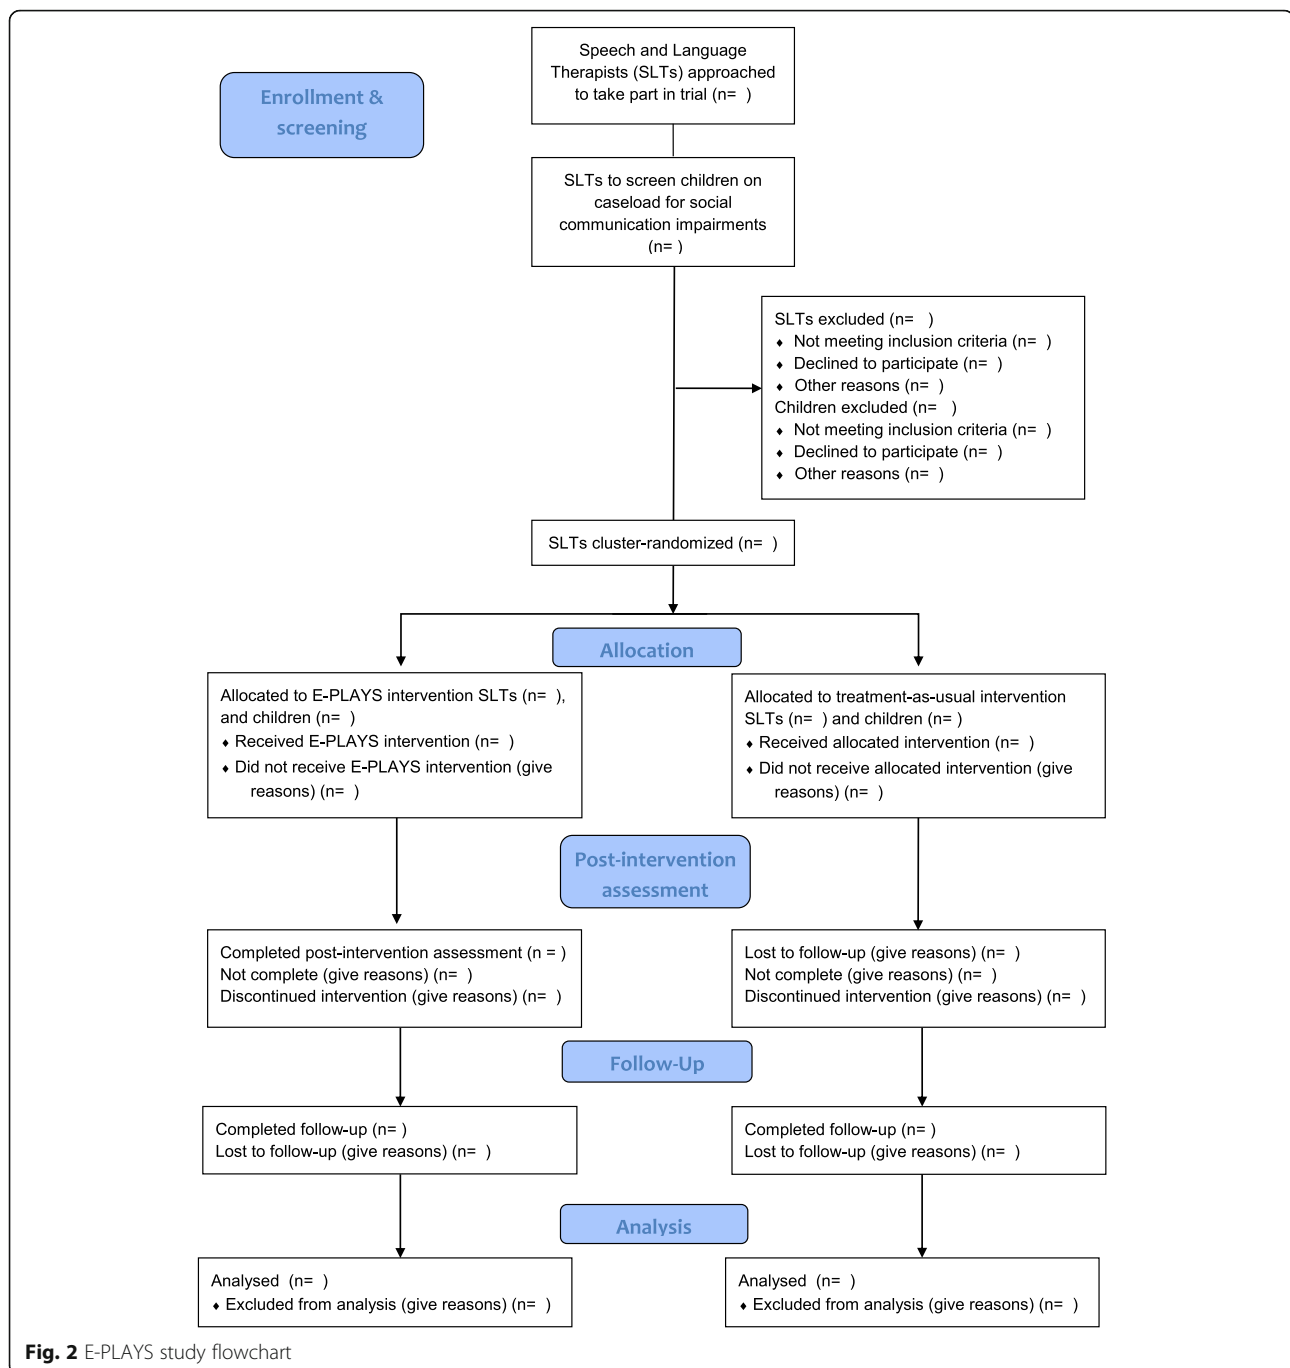 Speech and Language
Therapists (SLTs) approached
to take part in trial (n=  )
Enrollment &
screening
SLTs to screen children on
caseload for social
communication impairments
(n= )
SLTs excluded (n=   )
♦ Not meeting inclusion criteria (n=  )
♦ Declined to participate (n=  )
♦ Other reasons (n=  )
Children excluded (n=   )
♦ Not meeting inclusion criteria (n=  )
♦ Declined to participate (n=  )
♦ Other reasons (n=  )
SLTs cluster-randomized (n=  )
Allocation
Allocated to E-PLAYS intervention SLTs (n=  ),
and children (n=  )
♦ Received E-PLAYS intervention (n=  )
♦ Did not receive E-PLAYS intervention (give
reasons) (n=  )
Allocated to treatment-as-usual intervention
SLTs (n=  ) and children (n= )
♦ Received allocated intervention (n=  )
♦ Did not receive allocated intervention (give
reasons) (n=  )
Post-intervention
assessment
Completed post-intervention assessment (n = )
Not complete (give reasons) (n=  )
Discontinued intervention (give reasons) (n=  )
Lost to follow-up (give reasons) (n=  )
Not complete (give reasons) (n=  )
Discontinued intervention (give reasons) (n=  )
Follow-Up
Completed follow-up (n= )
Lost to follow-up (give reasons) (n=  )
Completed follow-up (n= )
Lost to follow-up (give reasons) (n=  )
Analysis
Analysed  (n=  )
♦ Excluded from analysis (give reasons) (n=  )
Analysed  (n=  )
♦ Excluded from analysis (give reasons) (n=  )
Fig. 2 E-PLAYS study flowchart